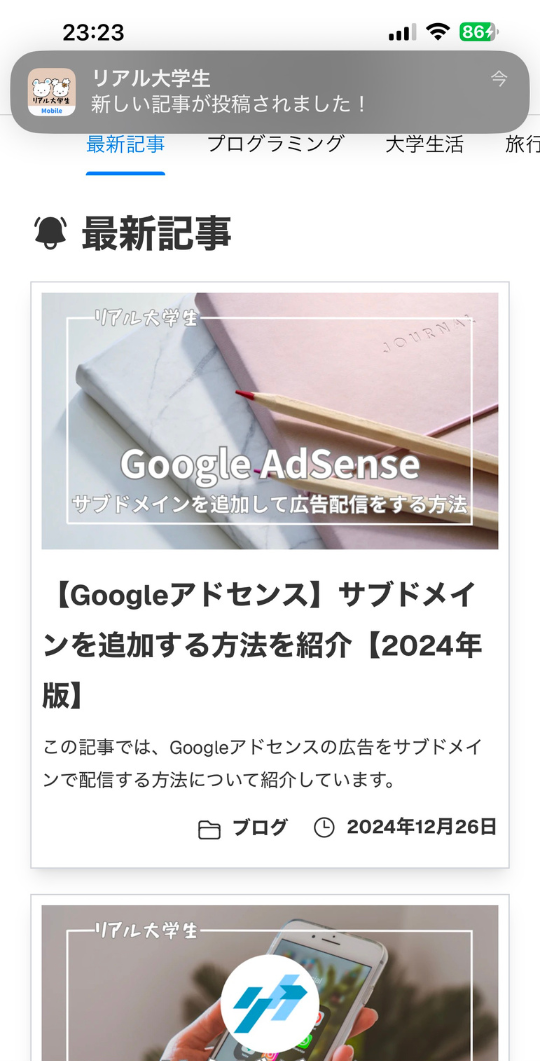 23:23
86
リアル大学生
今
新しい記事が投稿されました！
リアル大学生
Mobile
最新記事
プログラミング
大学生活
旅行
最新記事
リアル大学生
JOURNAL
Google AdSense
サブドメインを追加して広告配信をする方法
【Googleアドセンス】サブドメイ
ンを追加する方法を紹介【2024年
版】
この記事では、Googleアドセンスの広告をサブドメイ
ンで配信する方法について紹介しています。
ブログ
2024年12月26日
リアル大学生